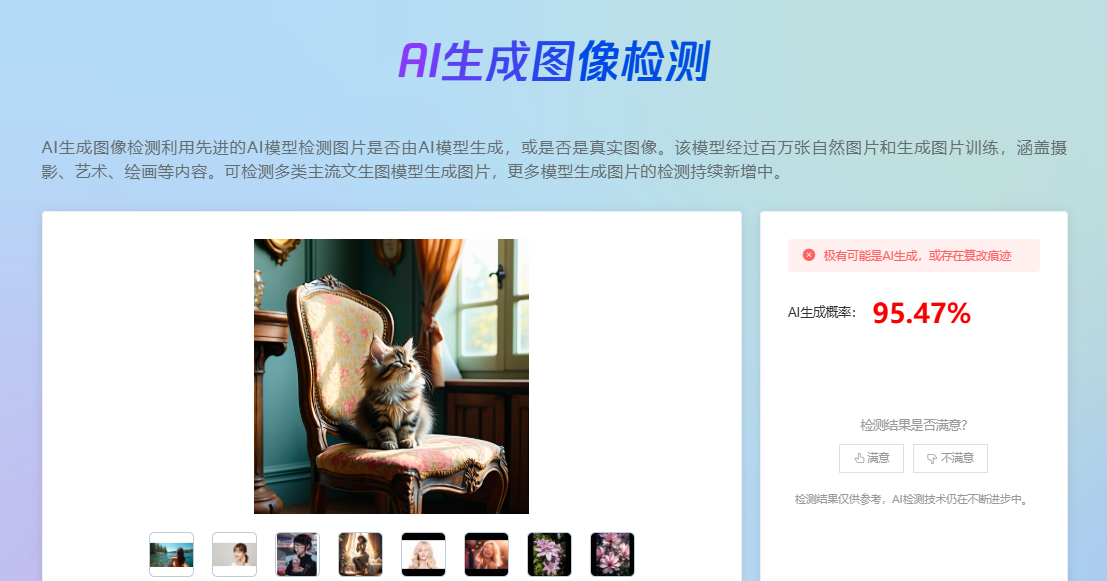 AI生成图像检测
AI生成图像检测利用先进的AI模型检测图片是否由AI模型生成，或是否是真实图像。该模型经过百万张自然图片和生成图片训练，涵盖摄
影、艺术、绘画等内容。可检测多类主流文生图模型生成图片，更多模型生成图片的检测持续新增中。
极有可能是AI生成，或存在篡改痕迹
AI生成概率： 95.47%
检测结果是否满意?
满意 不满意
检测结果仅供参考，AI检测技术仍在不断进步中。